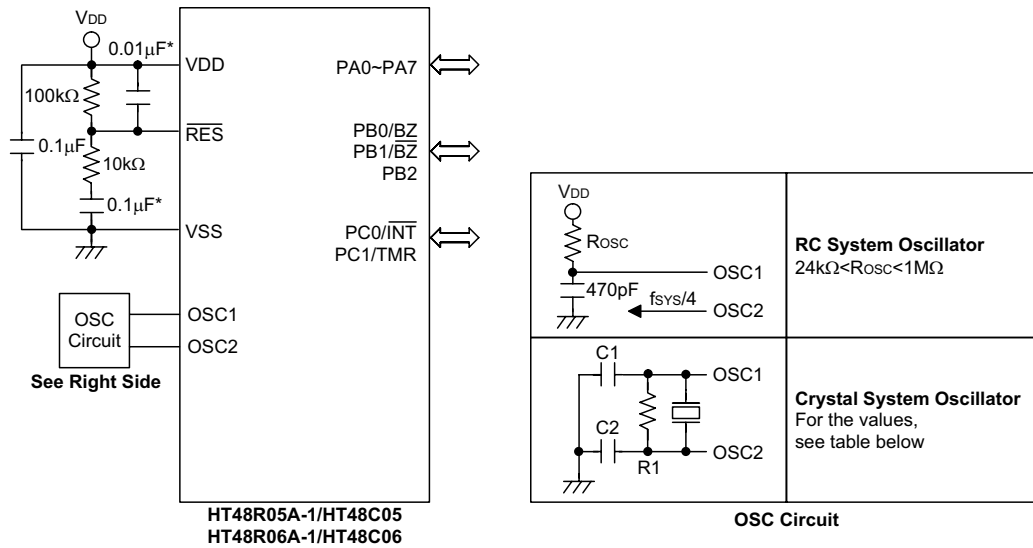 VDD
0.01μF*
VDD
100kΩ
RES
0.1μF
10kΩ
0.1μF*
VSS
OSC
Circuit
OSC1
OSC2
See Right Side
PA0~PA7
PB0/BZ
PB1/BZ
PB2
PC0/INT
PC1/TMR
HT48R05A-1/HT48C05
HT48R06A-1/HT48C06
VDD
ROSC
OSC1
470pF
fSYS/4
OSC2
RC System Oscillator
24kΩ<ROSC<1MΩ
C1
OSC1
C2
R1
OSC2
Crystal System Oscillator
For the values,
see table below
OSC Circuit